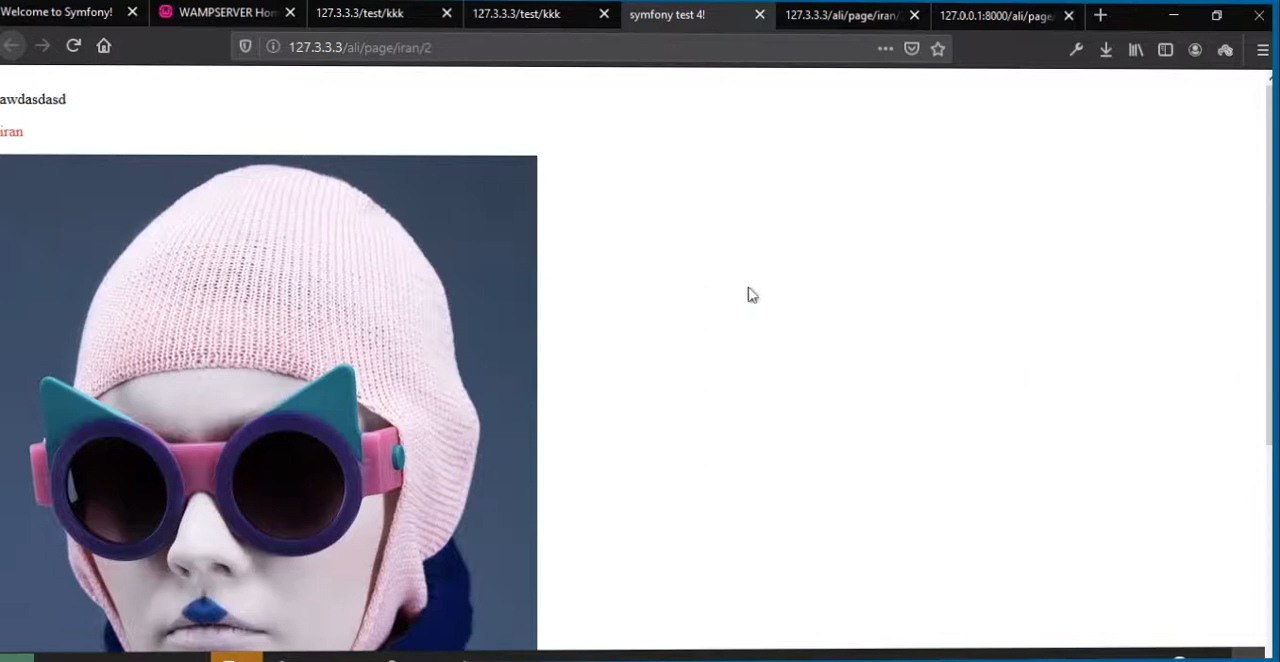 Welcome to Symfony!
WAMPSERVER Hom
127.3.3.3/test/kkk
127.3.3.3/test/kkk
symfony test 4!
127.3.3.3/ali/page/iran/
127.0.0.1:8000/ali/page
127.3.3.3/ali/page/iran/2
awdasdasd
iran